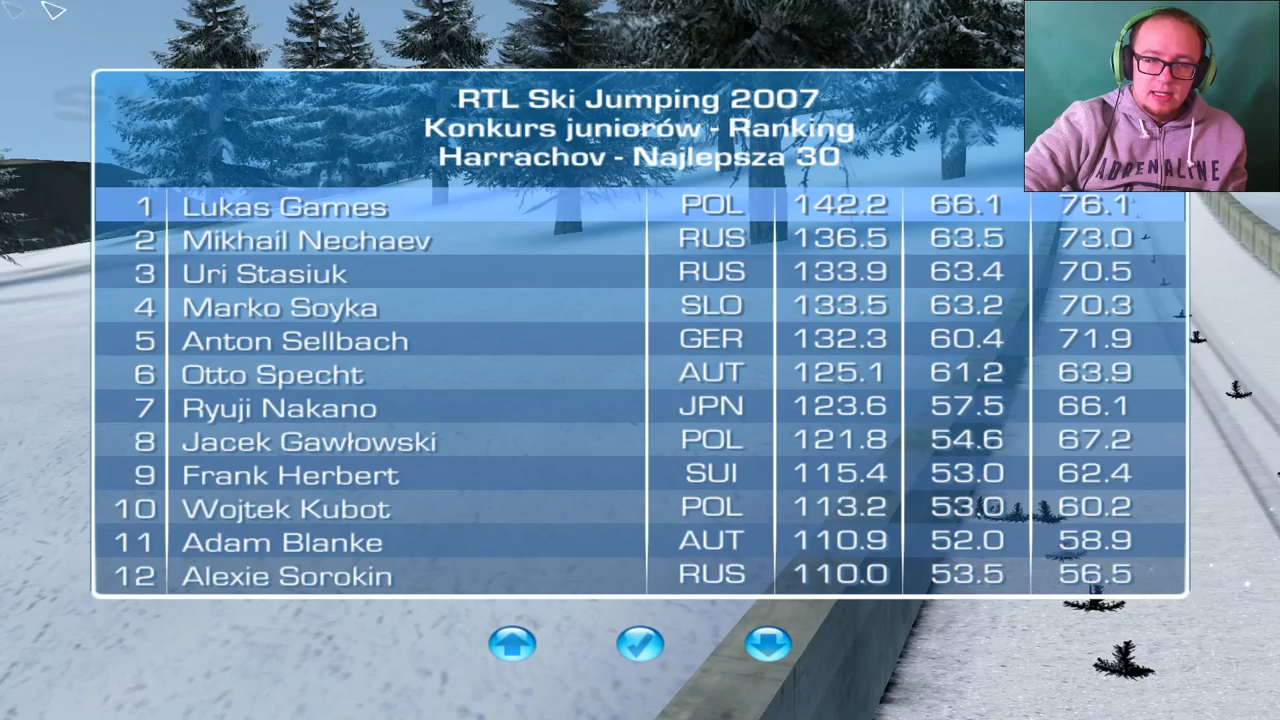 RTL Ski Jumping 2007
Konkurs juniorów - Ranking
Harrachov - Najlepsza 30
1 Lukas Games POL 142.2 66.1 76.1
2 Mikhail Nechaev RUS 136.5 63.5 73.0
3 Uri Stasiuk RUS 133.9 63.4 70.5
4 Marko Soyka SLO 133.5 63.2 70.3
5 Anton Sellbach GER 132.3 60.4 71.9
6 Otto Specht AUT 125.1 61.2 63.9
7 Ryuji Nakano JPN 123.6 57.5 66.1
8 Jacek Gawłowski POL 121.8 54.6 67.2
9 Frank Herbert SUI 115.4 53.0 62.4
10 Wojtek Kubot POL 113.2 53.0 60.2
11 Adam Blanke AUT 110.9 52.0 58.9
12 Alexie Sorokin RUS 110.0 53.5 56.5
ADRENALINE